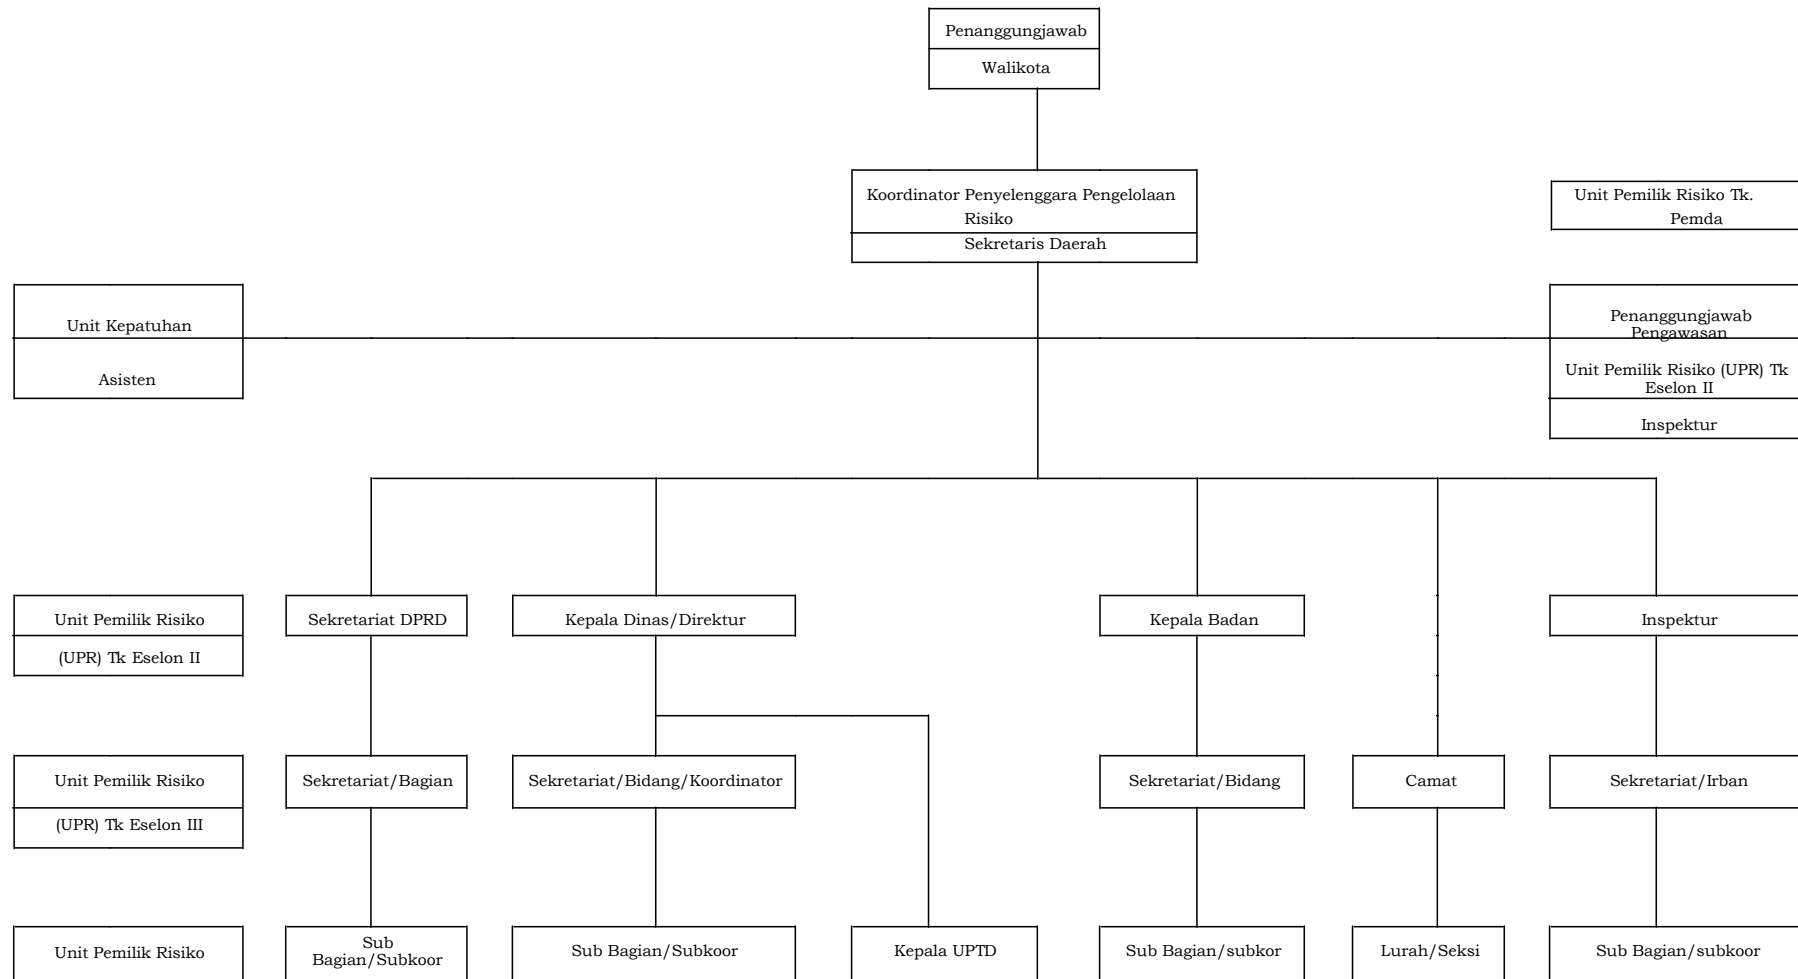 Penanggungjawab
Walikota
Koordinator Penyelenggara Pengelolaan
Risiko
Sekretaris Daerah
Unit Pemilik Risiko Tk.
Pemda
Unit Kepatuhan
Asisten
Penanggungjawab
Pengawasan
Unit Pemilik Risiko (UPR) Tk
Eselon II
Inspektur
Unit Pemilik Risiko
(UPR) Tk Eselon II
Sekretariat DPRD
Kepala Dinas/Direktur
Kepala Badan
Inspektur
Unit Pemilik Risiko
(UPR) Tk Eselon III
Sekretariat/Bagian
Sekretariat/Bidang/Koordinator
Sekretariat/Bidang
Camat
Sekretariat/Irban
Unit Pemilik Risiko
Sub
Bagian/Subkoor
Sub Bagian/Subkoor
Kepala UPTD
Sub Bagian/subkor
Lurah/Seksi
Sub Bagian/subkoor